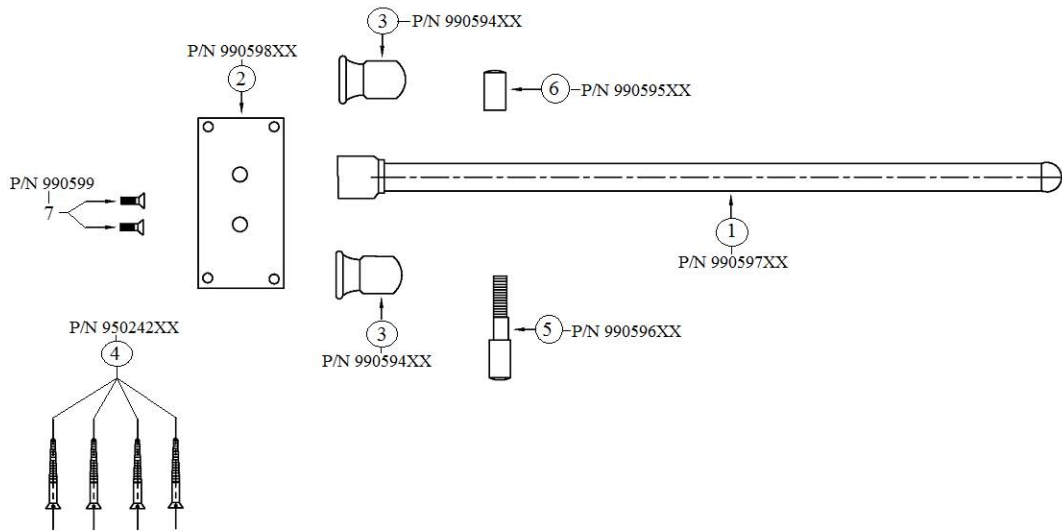 3 P/N 990594XX
P/N 990598XX
2
6 P/N 990595XX
P/N 990599
7
1
P/N 990597XX
5 P/N 990596XX
3
P/N 990594XX
P/N 950242XX
4